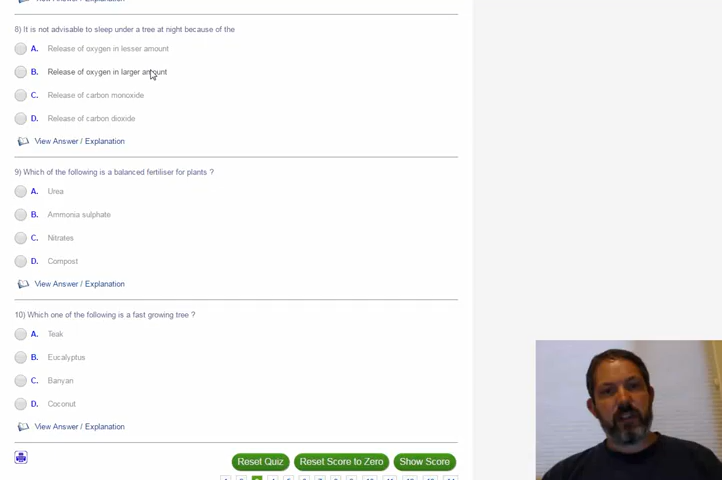 View Answer / Explanation
8) It is not advisable to sleep under a tree at night because of the
A. Release of oxygen in lesser amount
B. Release of oxygen in larger amount
C. Release of carbon monoxide
D. Release of carbon dioxide
View Answer / Explanation
9) Which of the following is a balanced fertiliser for plants ?
A. Urea
B. Ammonia sulphate
C. Nitrates
D. Compost
View Answer / Explanation
10) Which one of the following is a fast growing tree ?
A. Teak
B. Eucalyptus
C. Banyan
D. Coconut
View Answer / Explanation
Reset Quiz Reset Score to Zero Show Score